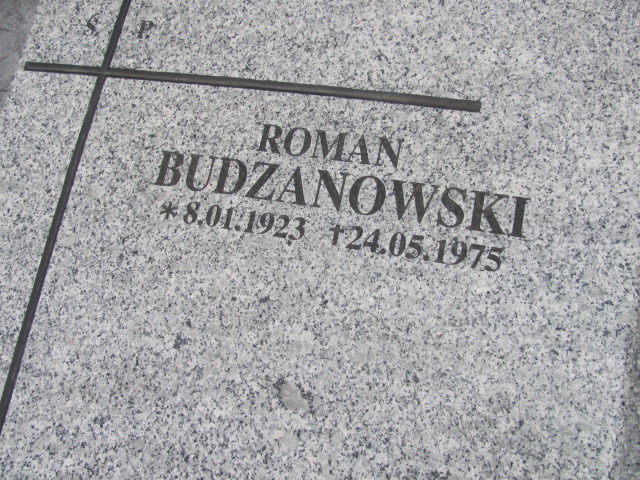 Ś P
ROMAN
BUDZANOWSKI
* 8.01.1923 † 24.05.1975